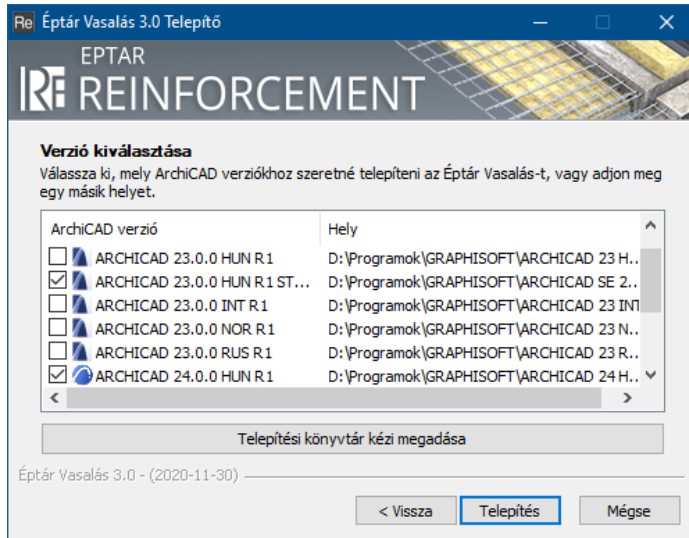 Re Éptár Vasalás 3.0 Telepítő
EPTAR
RE REINFORCEMENT
Verzió kiválasztása
Válassza ki, mely ArchiCAD verziókhoz szeretné telepíteni az Éptár Vasalás-t, vagy adjon meg
egy másik helyet.
ArchiCAD verzió Hely
ARCHICAD 23.0.0 HUN R1 D:\Programok\GRAPHISOFT\ARCHICAD 23 H..
ARCHICAD 23.0.0 HUN R1 ST... D:\Programok\GRAPHISOFT\ARCHICAD SE 2..
ARCHICAD 23.0.0 INT R1 D:\Programok\GRAPHISOFT\ARCHICAD 23 INT
ARCHICAD 23.0.0 NOR R1 D:\Programok\GRAPHISOFT\ARCHICAD 23 N..
ARCHICAD 23.0.0 RUS R1 D:\Programok\GRAPHISOFT\ARCHICAD 23 R..
ARCHICAD 24.0.0 HUN R1 D:\Programok\GRAPHISOFT\ARCHICAD 24 H..
Telepítési könyvtár kézi megadása
Éptár Vasalás 3.0 - (2020-11-30)
< Vissza Telepítés Mégse